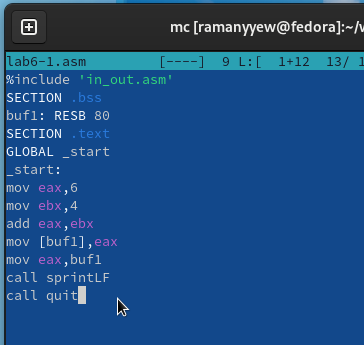 mc [ramanyyew@fedora]:~/
lab6-1.asm [----] 9 L:[ 1+12 13/
%include 'in_out.asm'
SECTION .bss
buf1: RESB 80
SECTION .text
GLOBAL _start
_start:
mov eax,6
mov ebx,4
add eax,ebx
mov [buf1],eax
mov eax,buf1
call sprintLF
call quit